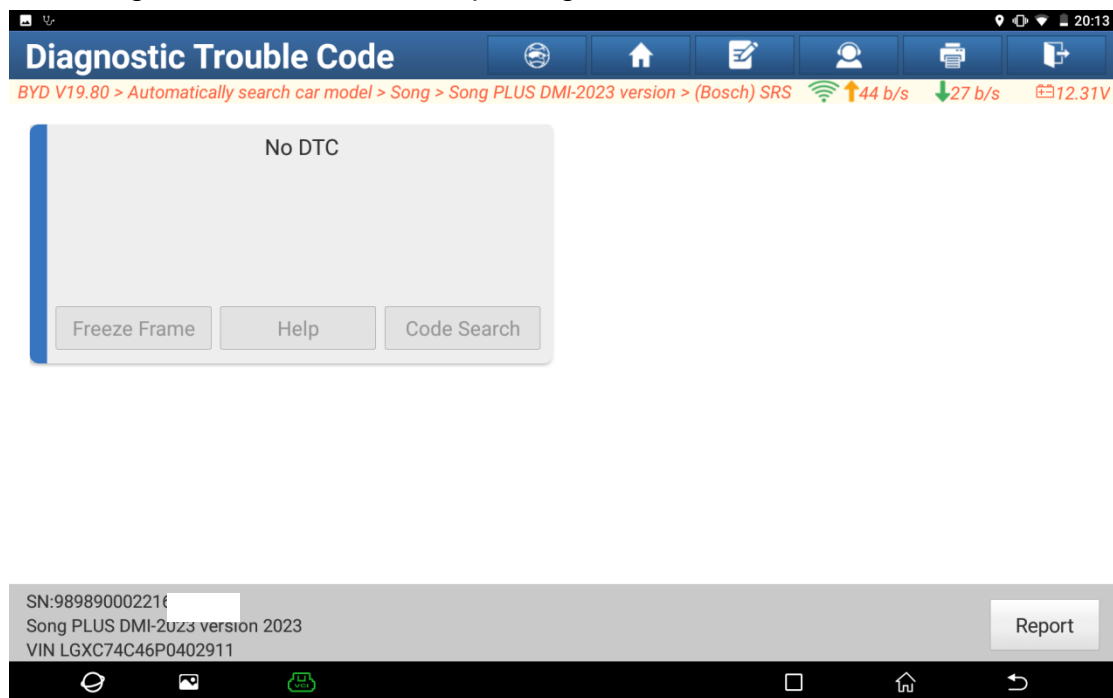 20:13
Diagnostic Trouble Code
BYD V19.80 > Automatically search car model > Song > Song PLUS DMI-2023 version > (Bosch) SRS 44 b/s 27 b/s 12.31V
No DTC
Freeze Frame Help Code Search
SN:98989000221
Song PLUS DMI-2023 version 2023
VIN LGXC74C46P0402911
Report
VCI